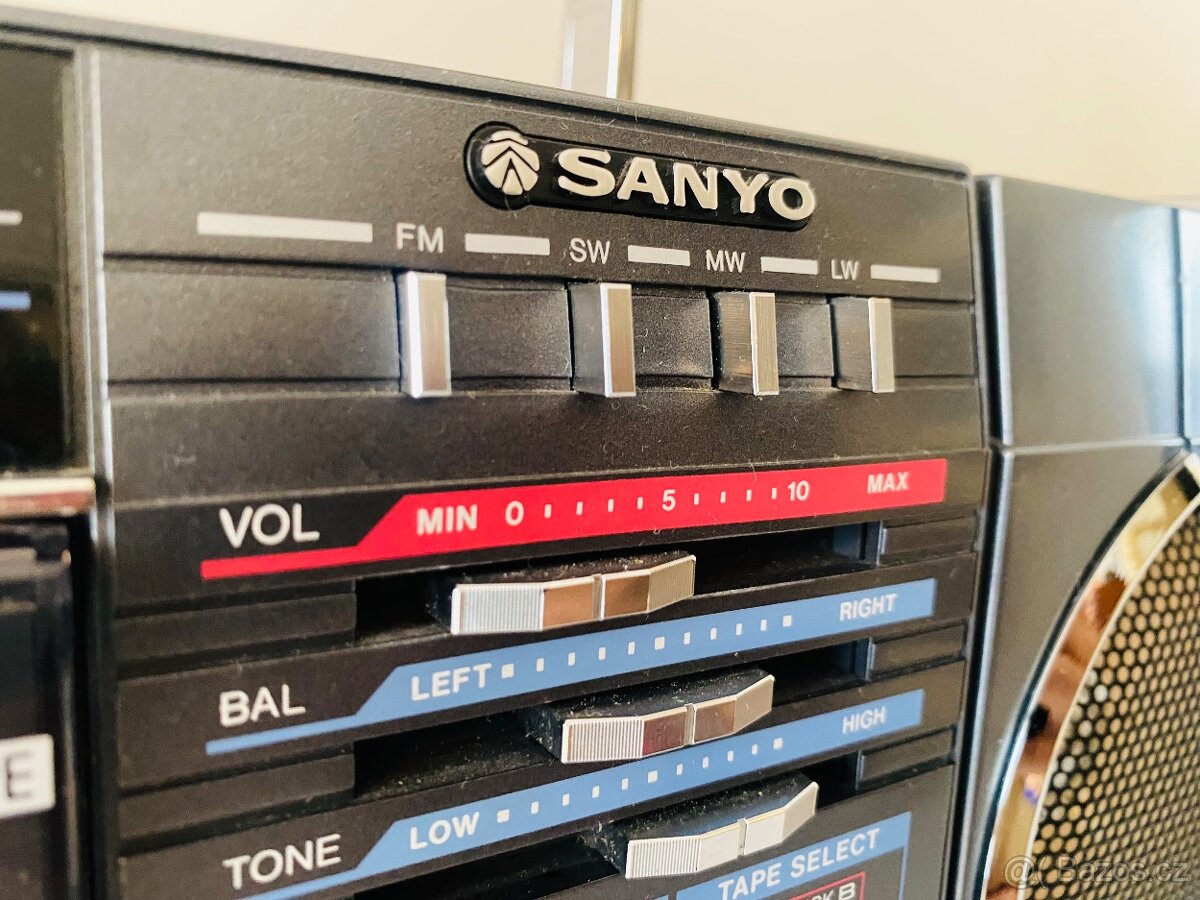 SANYO
FM SW MW LW
VOL MIN 0 5 10 MAX
BAL LEFT RIGHT
TONE LOW HIGH
E
TAPE SELECT
B
@ Bazos.cz